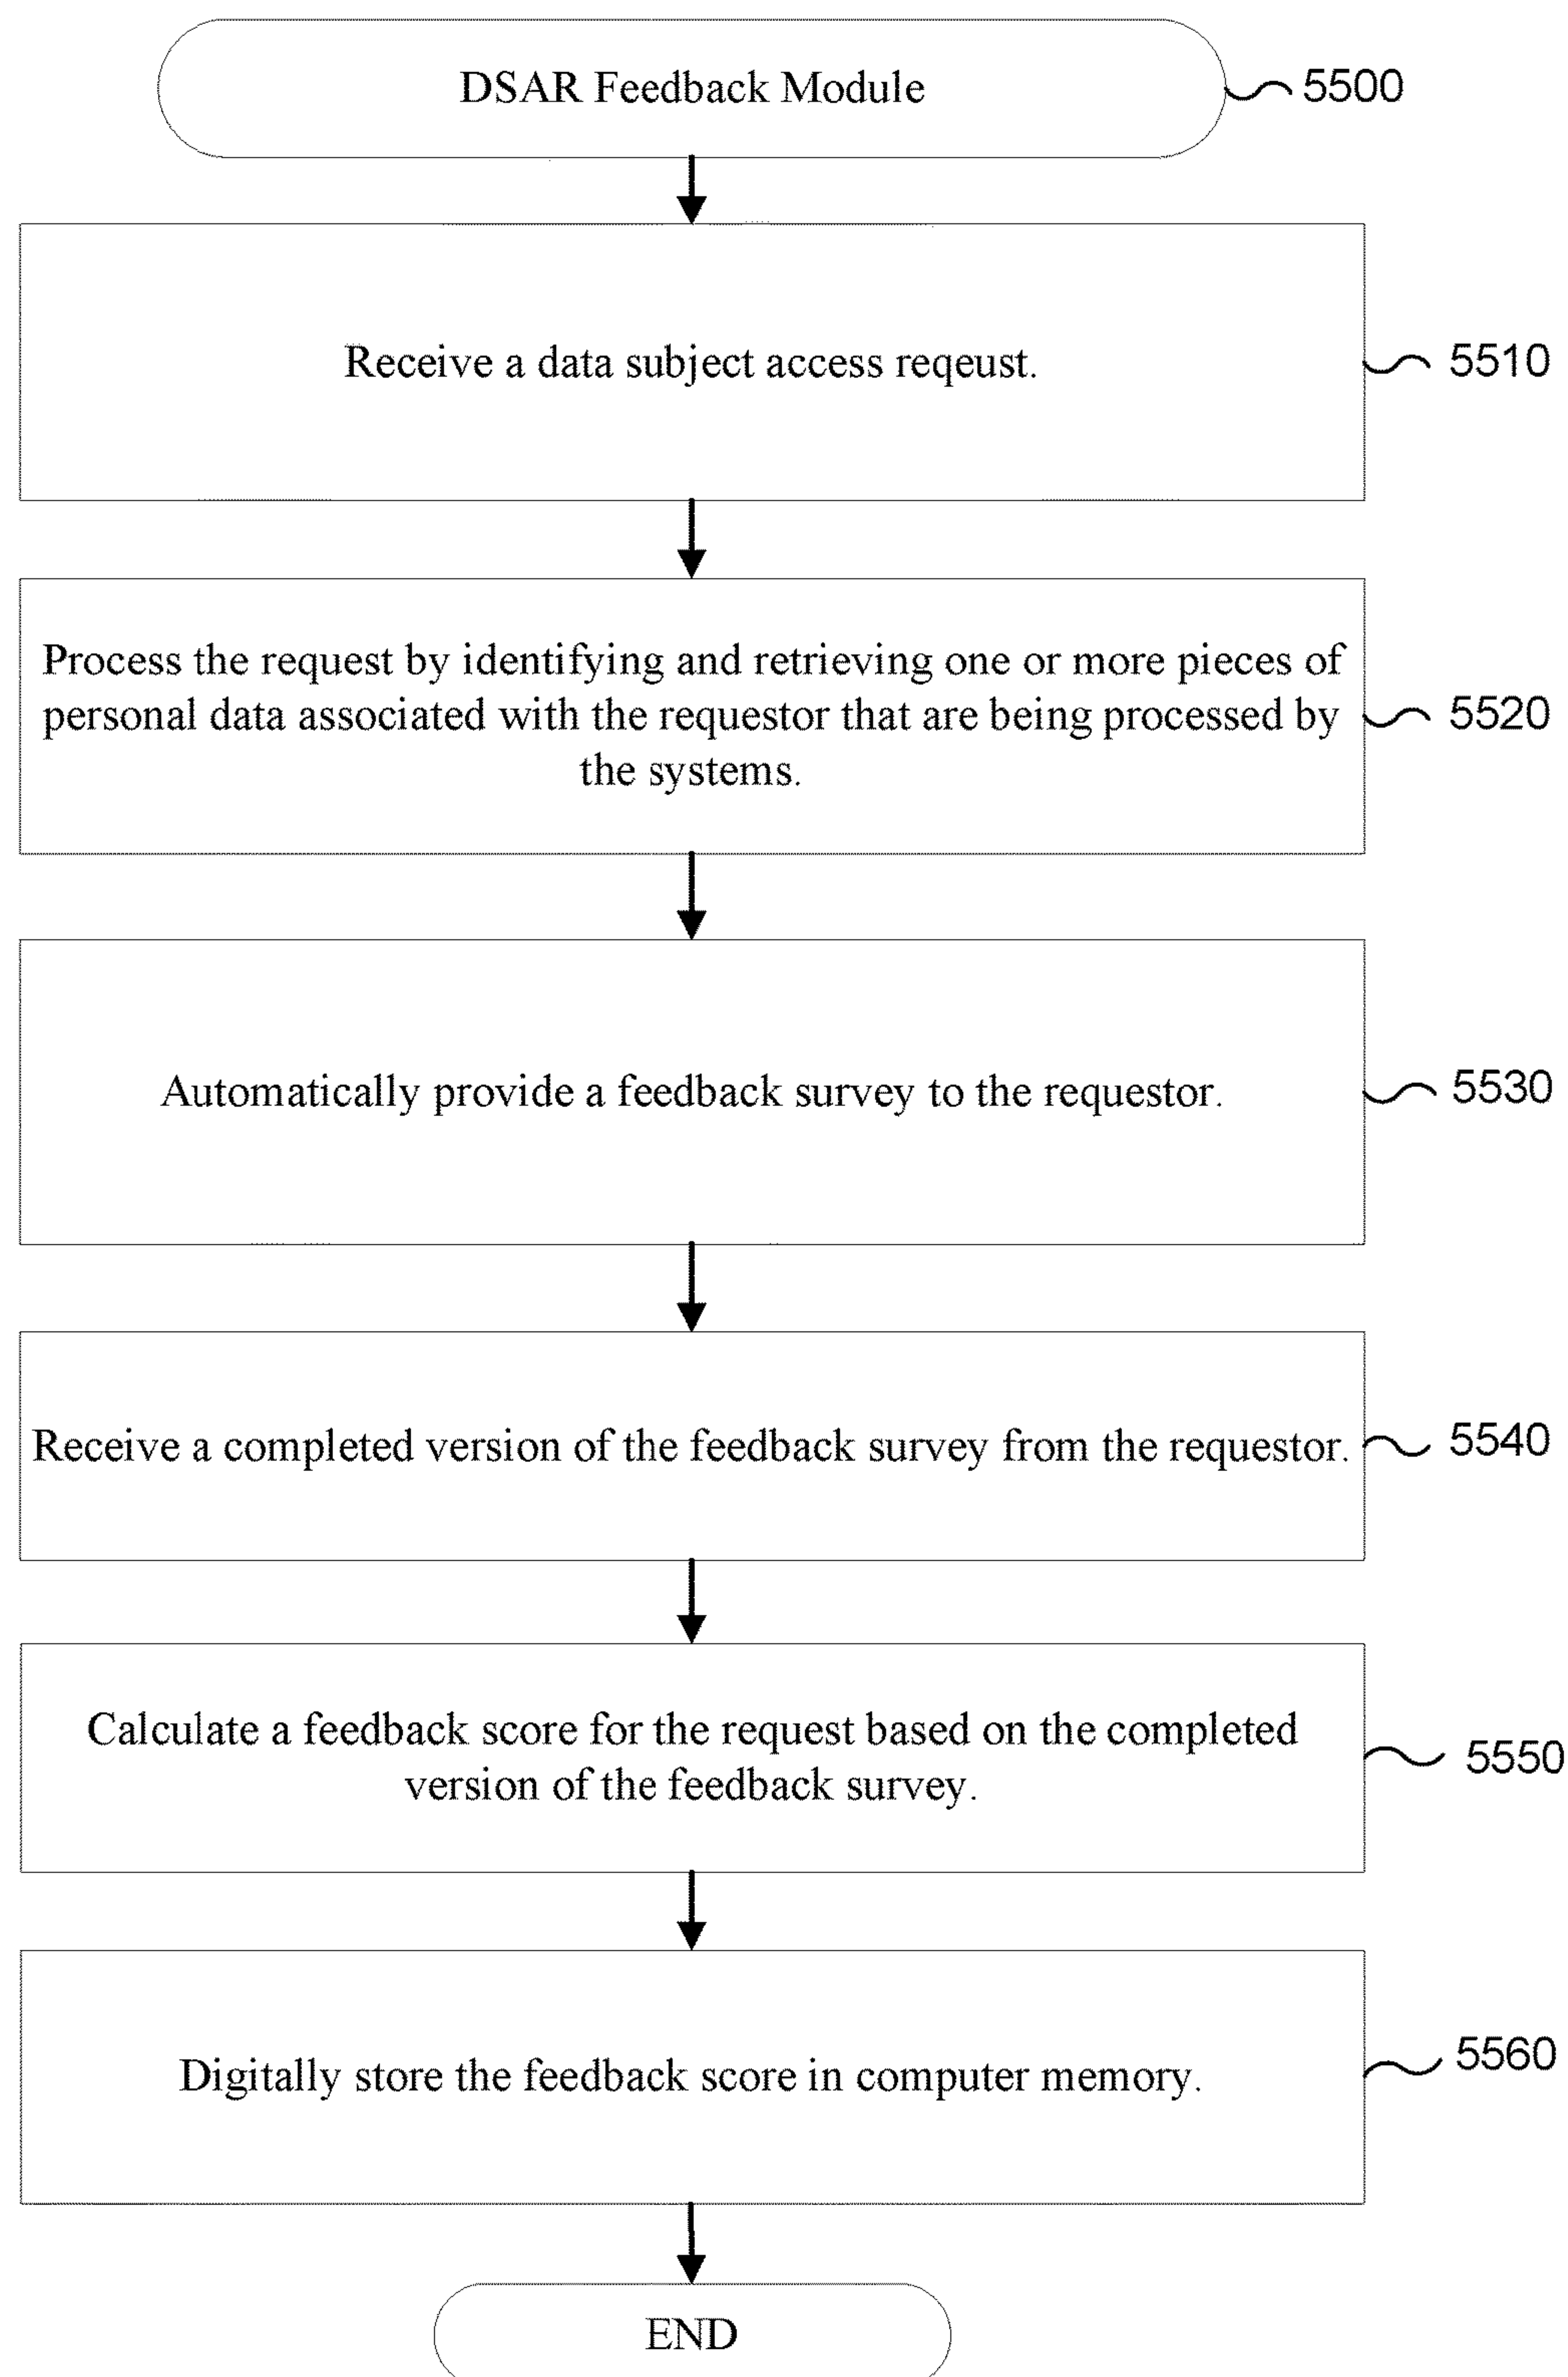 DSAR Feedback Module
5500
Receive a data subject access reqeust.
5510
Process the request by identifying and retrieving one or more pieces of
personal data associated with the requestor that are being processed by
the systems.
5520
Automatically provide a feedback survey to the requestor.
5530
Receive a completed version of the feedback survey from the requestor.
5540
Calculate a feedback score for the request based on the completed
version of the feedback survey.
5550
Digitally store the feedback score in computer memory.
5560
END